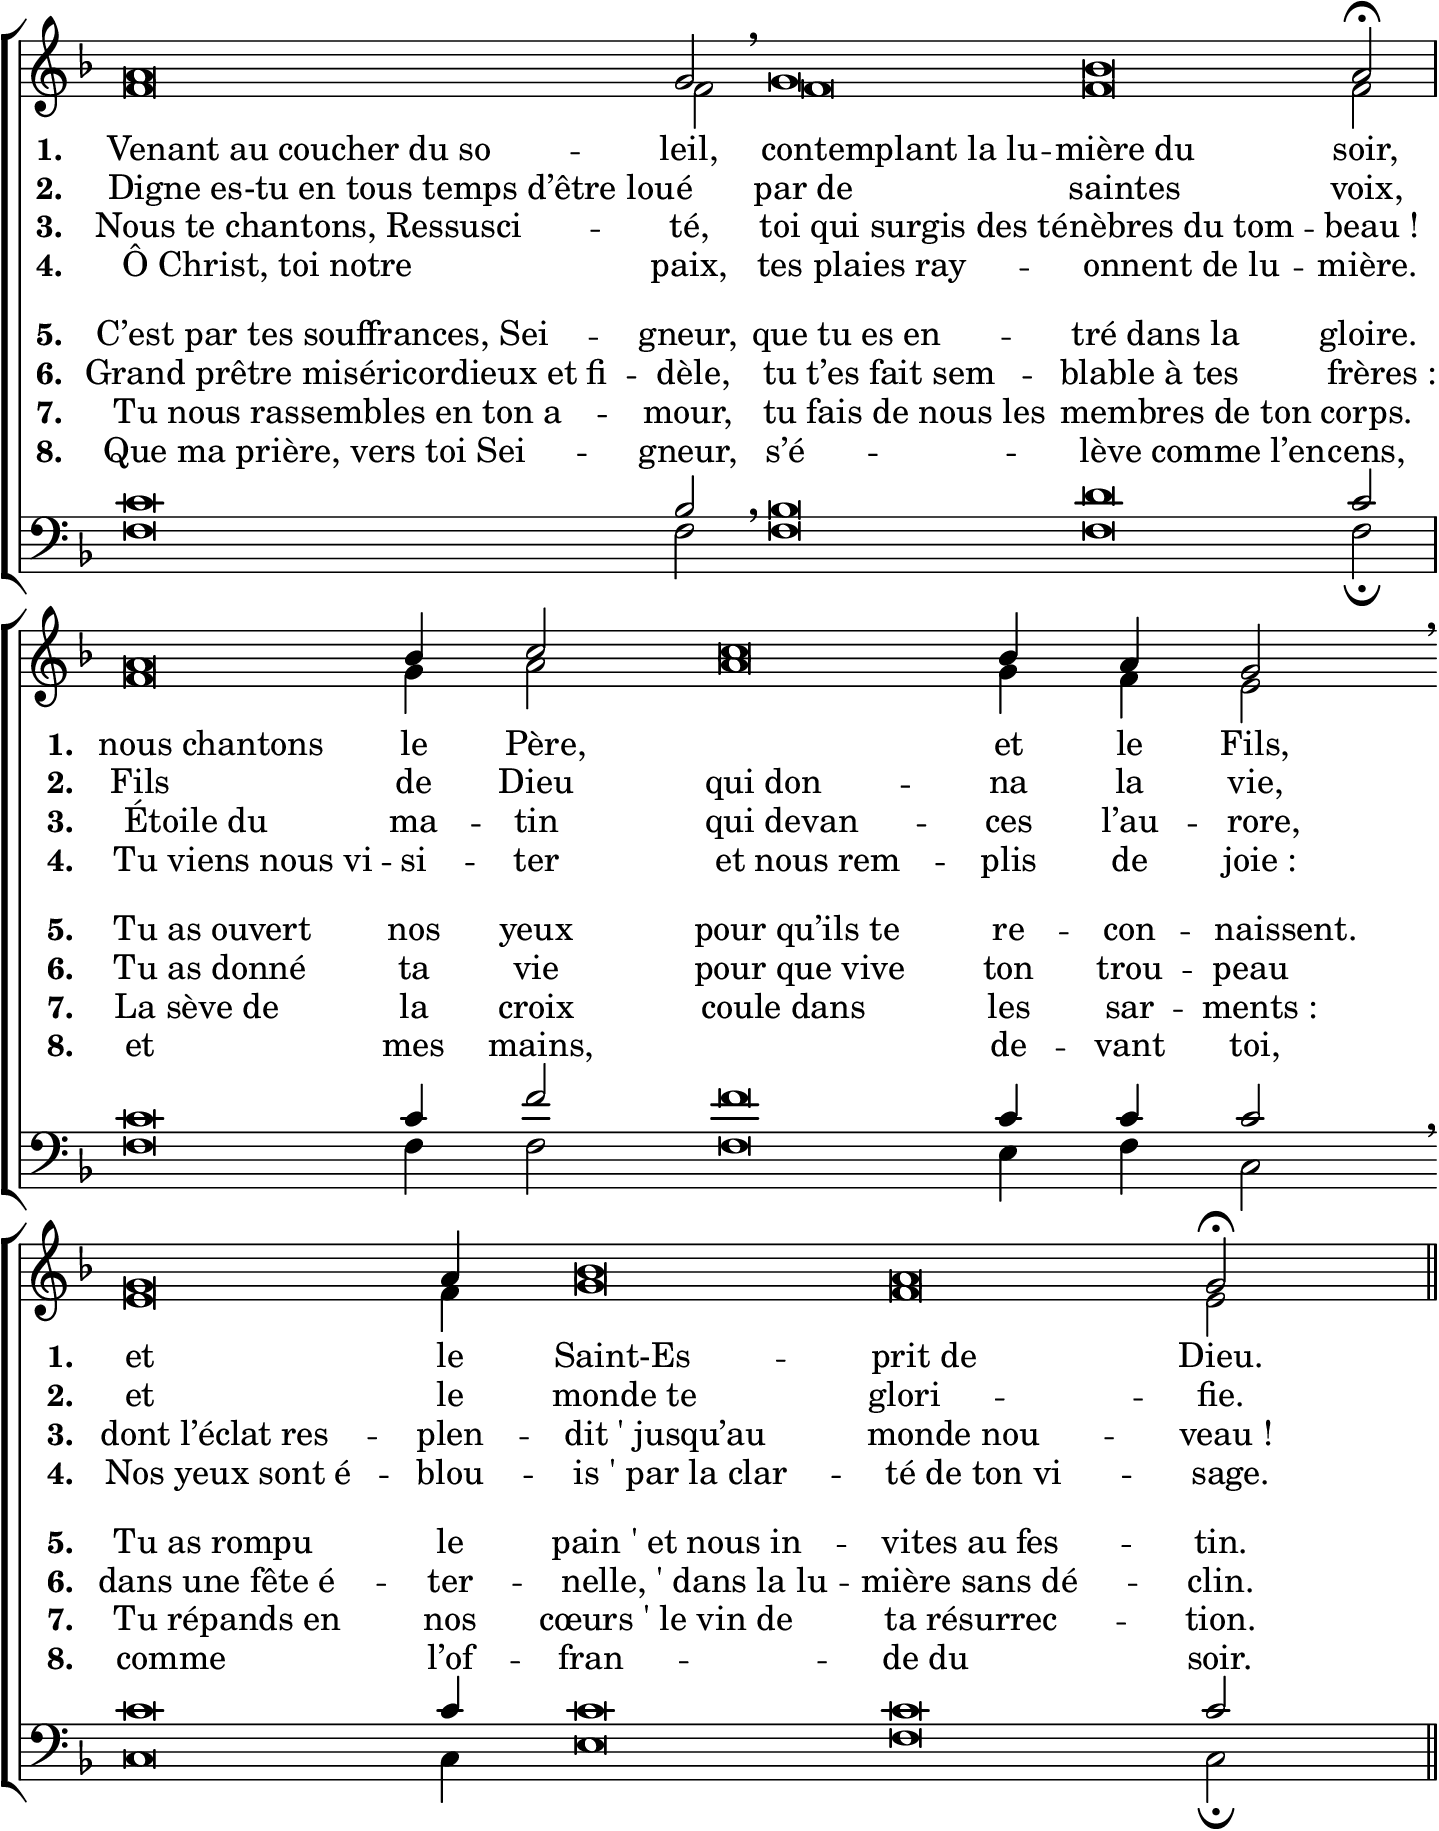 1. Venant au coucher du so -- leil, contemplant la lu -- mière du soir,
2. Digne es-tu en tous temps d’être loué par de saintes voix,
3. Nous te chantons, Ressusci -- té, toi qui surgis des ténèbres du tom -- beau !
4. Ô Christ, toi notre paix, tes plaies ray -- onnent de lu -- mière.
5. C’est par tes souffrances, Sei -- gneur, que tu es en -- tré dans la gloire.
6. Grand prêtre miséricordieux et fi -- dèle, tu t’es fait sem -- blable à tes frères :
7. Tu nous rassembles en ton a -- mour, tu fais de nous les membres de ton corps.
8. Que ma prière, vers toi Sei -- gneur, s’é -- lève comme l’encens,
1. nous chantons le Père, et le Fils,
2. Fils de Dieu qui don -- na la vie,
3. Étoile du ma -- tin qui devan -- ces l’au -- rore,
4. Tu viens nous vi -- si -- ter et nous rem -- plis de joie :
5. Tu as ouvert nos yeux pour qu’ils te re -- con -- naissent.
6. Tu as donné ta vie pour que vive ton trou -- peau
7. La sève de la croix coule dans les sar -- ments :
8. et mes mains, de -- vant toi,
1. et le Saint-Es -- prit de Dieu.
2. et le monde te glori -- fie.
3. dont l’éclat res -- plen -- dit ' jusqu’au monde nou -- veau !
4. Nos yeux sont é -- blou -- is ' par la clar -- té de ton vi -- sage.
5. Tu as rompu le pain ' et nous in -- vites au fes -- tin.
6. dans une fête é -- ter -- nelle, ' dans la lu -- mière sans dé -- clin.
7. Tu répands en nos cœurs ' le vin de ta résurrec -- tion.
8. comme l’of -- fran -- de du soir.